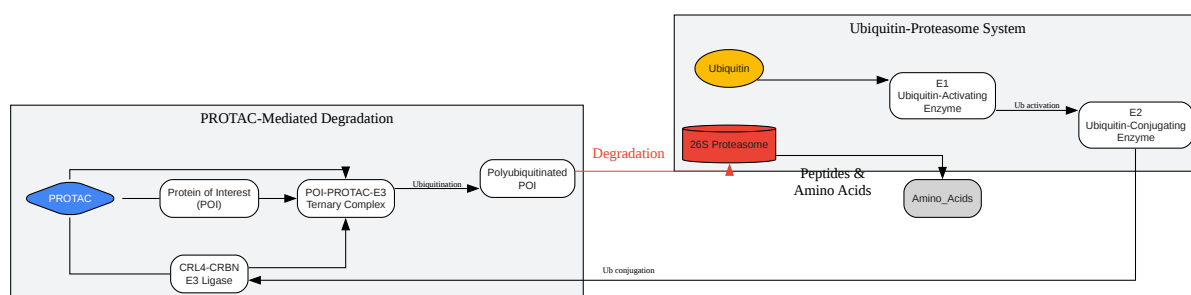 Ubiquitin-Proteasome System
Ubiquitin
E1
Ubiquitin-Activating
Enzyme
Ub activation
E2
Ubiquitin-Conjugating
Enzyme
26S Proteasome
Peptides &
Amino Acids
Amino_Acids
PROTAC-Mediated Degradation
Degradation
PROTAC
Protein of Interest
(POI)
POI-PROTAC-E3
Ternary Complex
Ubiquitination
Polyubiquitinated
POI
CRL4-CRBN
E3 Ligase
Ub conjugation